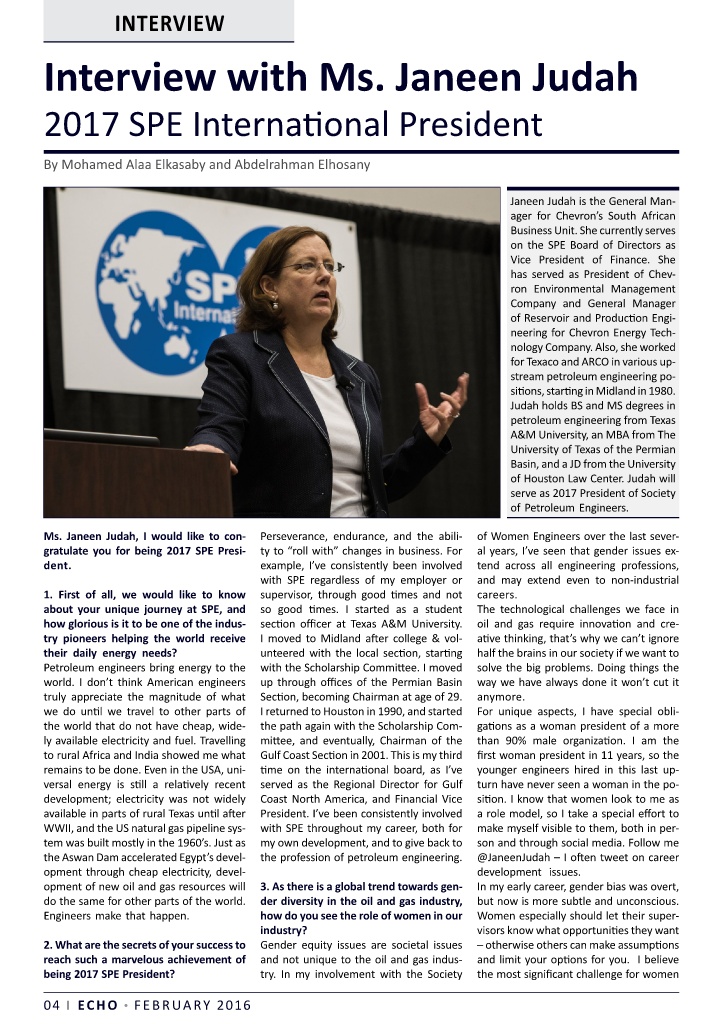 INTERVIEW
Interview with Ms. Janeen Judah
2017 SPE International President
By Mohamed Alaa Elkasaby and Abdelrahman Elhosany
SP
Interna
Janeen Judah is the General Man-
ager for Chevron's South African
Business Unit. She currently serves
on the SPE Board of Directors as
Vice President of Finance. She
has served as President of Chev-
ron Environmental Management
Company and General Manager
of Reservoir and Production Engi-
neering for Chevron Energy Tech-
nology Company. Also, she worked
for Texaco and ARCO in various up-
stream petroleum engineering po-
sitions, starting in Midland in 1980.
Judah holds BS and MS degrees in
petroleum engineering from Texas
A&M University, an MBA from The
University of Texas of the Permian
Basin, and a JD from the University
of Houston Law Center. Judah will
serve as 2017 President of Society
of Petroleum Engineers.
Ms. Janeen Judah, I would like to con-
gratulate you for being 2017 SPE Presi-
dent.
1. First of all, we would like to know
about your unique journey at SPE, and
how glorious is it to be one of the indus-
try pioneers helping the world receive
their daily energy needs?
Petroleum engineers bring energy to the
world. I don't think American engineers
truly appreciate the magnitude of what
we do until we travel to other parts of
the world that do not have cheap, wide-
ly available electricity and fuel. Travelling
to rural Africa and India showed me what
remains to be done. Even in the USA, uni-
versal energy is still a relatively recent
development; electricity was not widely
available in parts of rural Texas until after
WWII, and the US natural gas pipeline sys-
tem was built mostly in the 1960's. Just as
the Aswan Dam accelerated Egypt's devel-
opment through cheap electricity, devel-
opment of new oil and gas resources will
do the same for other parts of the world.
Engineers make that happen.
2. What are the secrets of your success to
reach such a marvelous achievement of
being 2017 SPE President?
Perseverance, endurance, and the abili-
ty to "roll with" changes in business. For
example, I've consistently been involved
with SPE regardless of my employer or
supervisor, through good times and not
so good times. I started as a student
section officer at Texas A&M University.
I moved to Midland after college & vol-
unteered with the local section, starting
with the Scholarship Committee. I moved
up through offices of the Permian Basin
Section, becoming Chairman at age of 29.
I returned to Houston in 1990, and started
the path again with the Scholarship Com-
mittee, and eventually, Chairman of the
Gulf Coast Section in 2001. This is my third
time on the international board, as I've
served as the Regional Director for Gulf
Coast North America, and Financial Vice
President. I've been consistently involved
with SPE throughout my career, both for
my own development, and to give back to
the profession of petroleum engineering.
3. As there is a global trend towards gen-
der diversity in the oil and gas industry,
how do you see the role of women in our
industry?
Gender equity issues are societal issues
and not unique to the oil and gas indus-
try. In my involvement with the Society
of Women Engineers over the last sever-
al years, I've seen that gender issues ex-
tend across all engineering professions,
and may extend even to non-industrial
careers.
The technological challenges we face in
oil and gas require innovation and cre-
ative thinking, that's why we can't ignore
half the brains in our society if we want to
solve the big problems. Doing things the
way we have always done it won't cut it
anymore.
For unique aspects, I have special obli-
gations as a woman president of a more
than 90% male organization. I am the
first woman president in 11 years, so the
younger engineers hired in this last up-
turn have never seen a woman in the po-
sition. I know that women look to me as
a role model, so I take a special effort to
make myself visible to them, both in per-
son and through social media. Follow me
@JaneenJudah – I often tweet on career
development issues.
In my early career, gender bias was overt,
but now is more subtle and unconscious.
Women especially should let their super-
visors know what opportunities they want
– otherwise others can make assumptions
and limit your options for you. I believe
the most significant challenge for women
04 I ECHO • FEBRUARY 2016